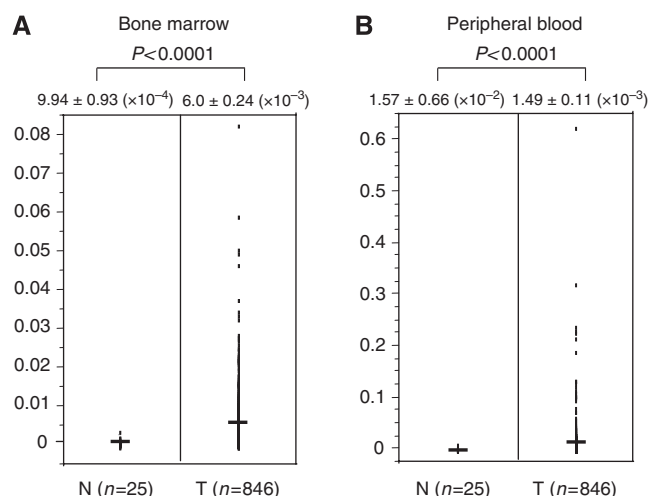 A Bone marrow
P<0.0001
9.94 ± 0.93 (×10⁻⁴) 6.0 ± 0.24 (×10⁻³)
0.08
0.07
0.06
0.05
0.04
0.03
0.02
0.01
0
N (n=25) T (n=846)
B Peripheral blood
P<0.0001
1.57 ± 0.66 (×10⁻²) 1.49 ± 0.11 (×10⁻³)
0.6
0.5
0.4
0.3
0.2
0.1
0
N (n=25) T (n=846)